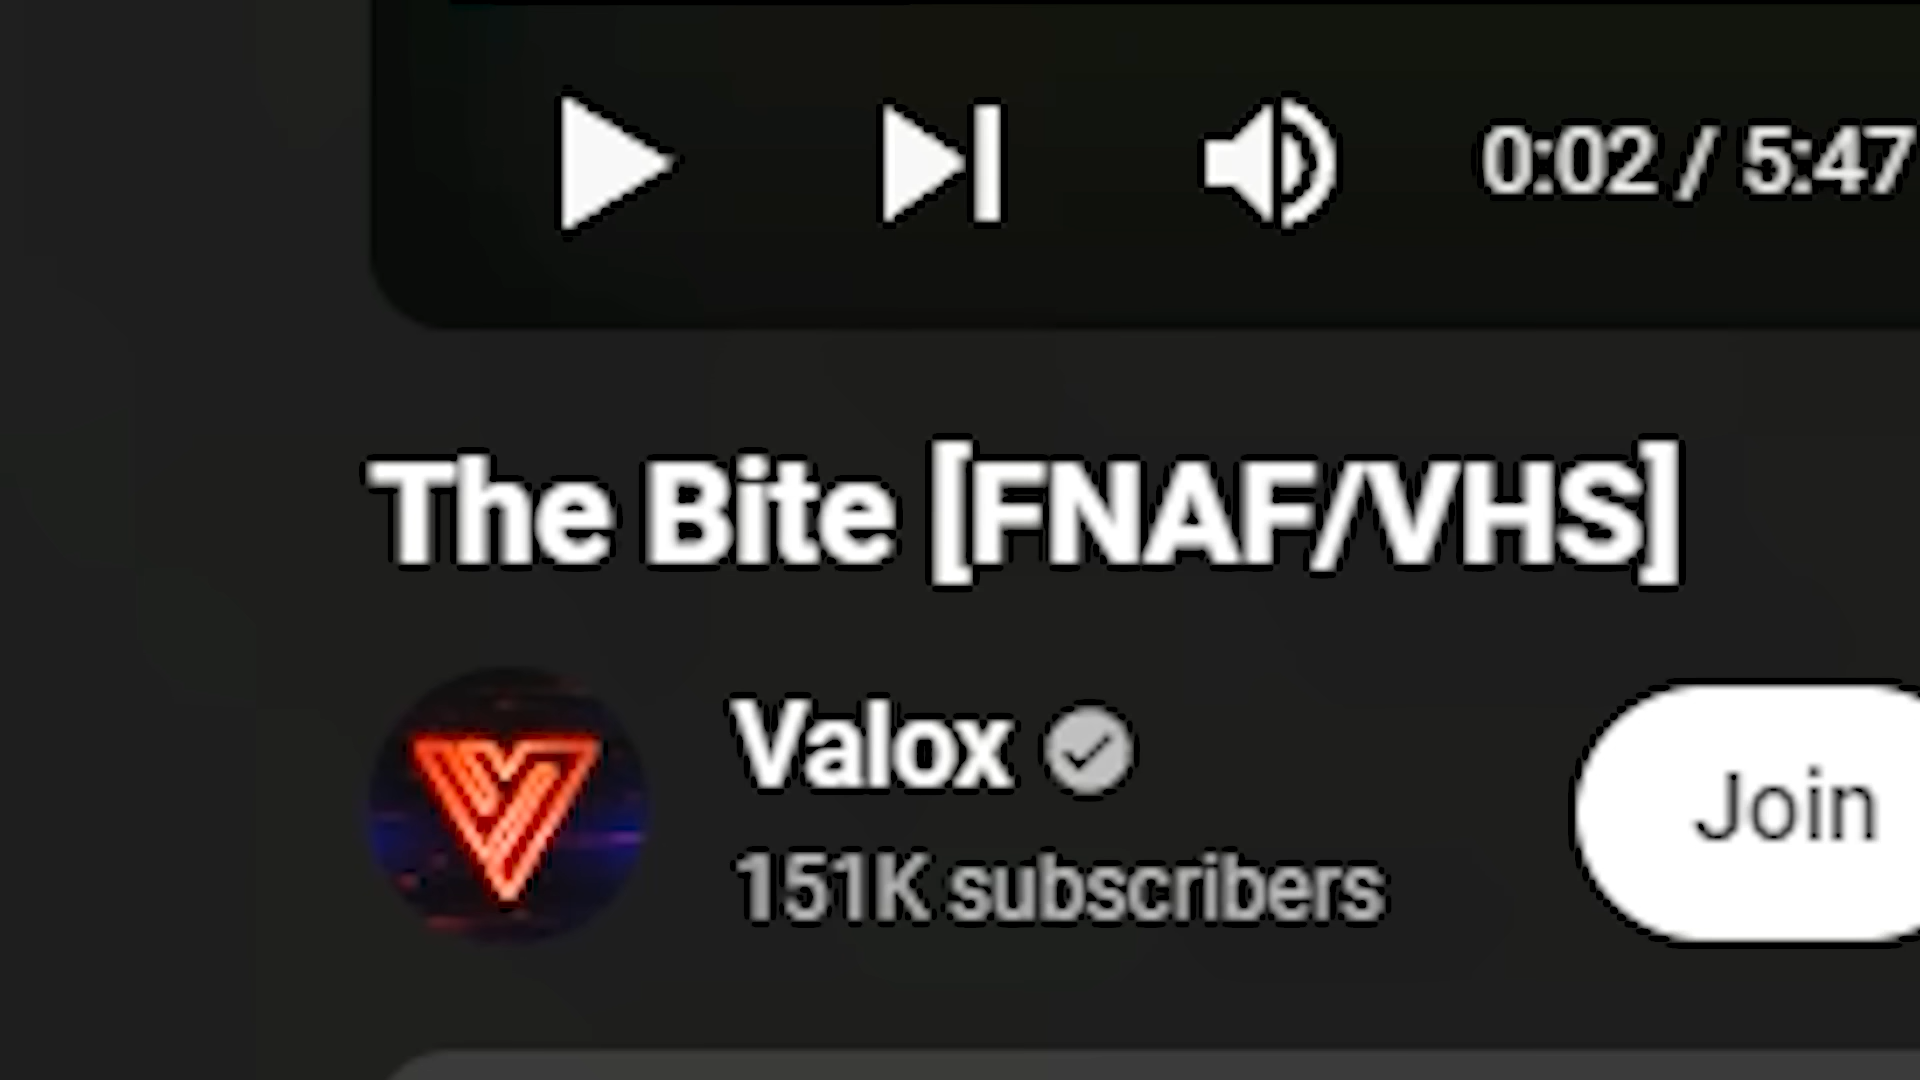 0:02 / 5:47
The Bite [FNAF/VHS]
Valox
151K subscribers
Join